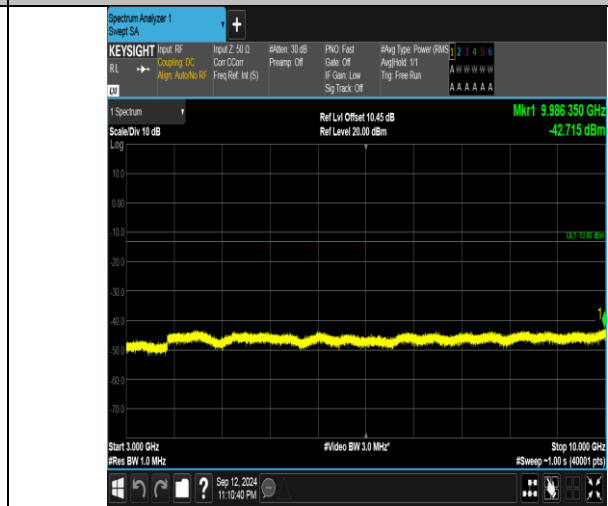 Spectrum Analyzer 1
Swept SA
+
KEYSIGHT Input: RF Input Z: 50 Ω #Atten: 30 dB PNO: Fast #Avg Type: Power (RMS 1 2 3 4 5 6
RL Coupling: DC Corr CCorr Preamp: Off Gate: Off Avg|Hold: 1/1 A W W W W W
Align: Auto/No RF Freq Ref: Int (S) IF Gain: Low Trig: Free Run
LXI Sig Track: Off A A A A A A
1 Spectrum Ref Lvl Offset 10.45 dB Mkr1 9.986 350 GHz
Scale/Div 10 dB Ref Level 20.00 dBm -42.715 dBm
Log
10.0
0.00
-10.0
DL1 -13.00 dBm
-20.0
-30.0
1
-40.0
-50.0
-60.0
-70.0
Start 3.000 GHz #Video BW 3.0 MHz* Stop 10.000 GHz
#Res BW 1.0 MHz #Sweep ~1.00 s (40001 pts)
? Sep 12, 2024
11:10:40 PM